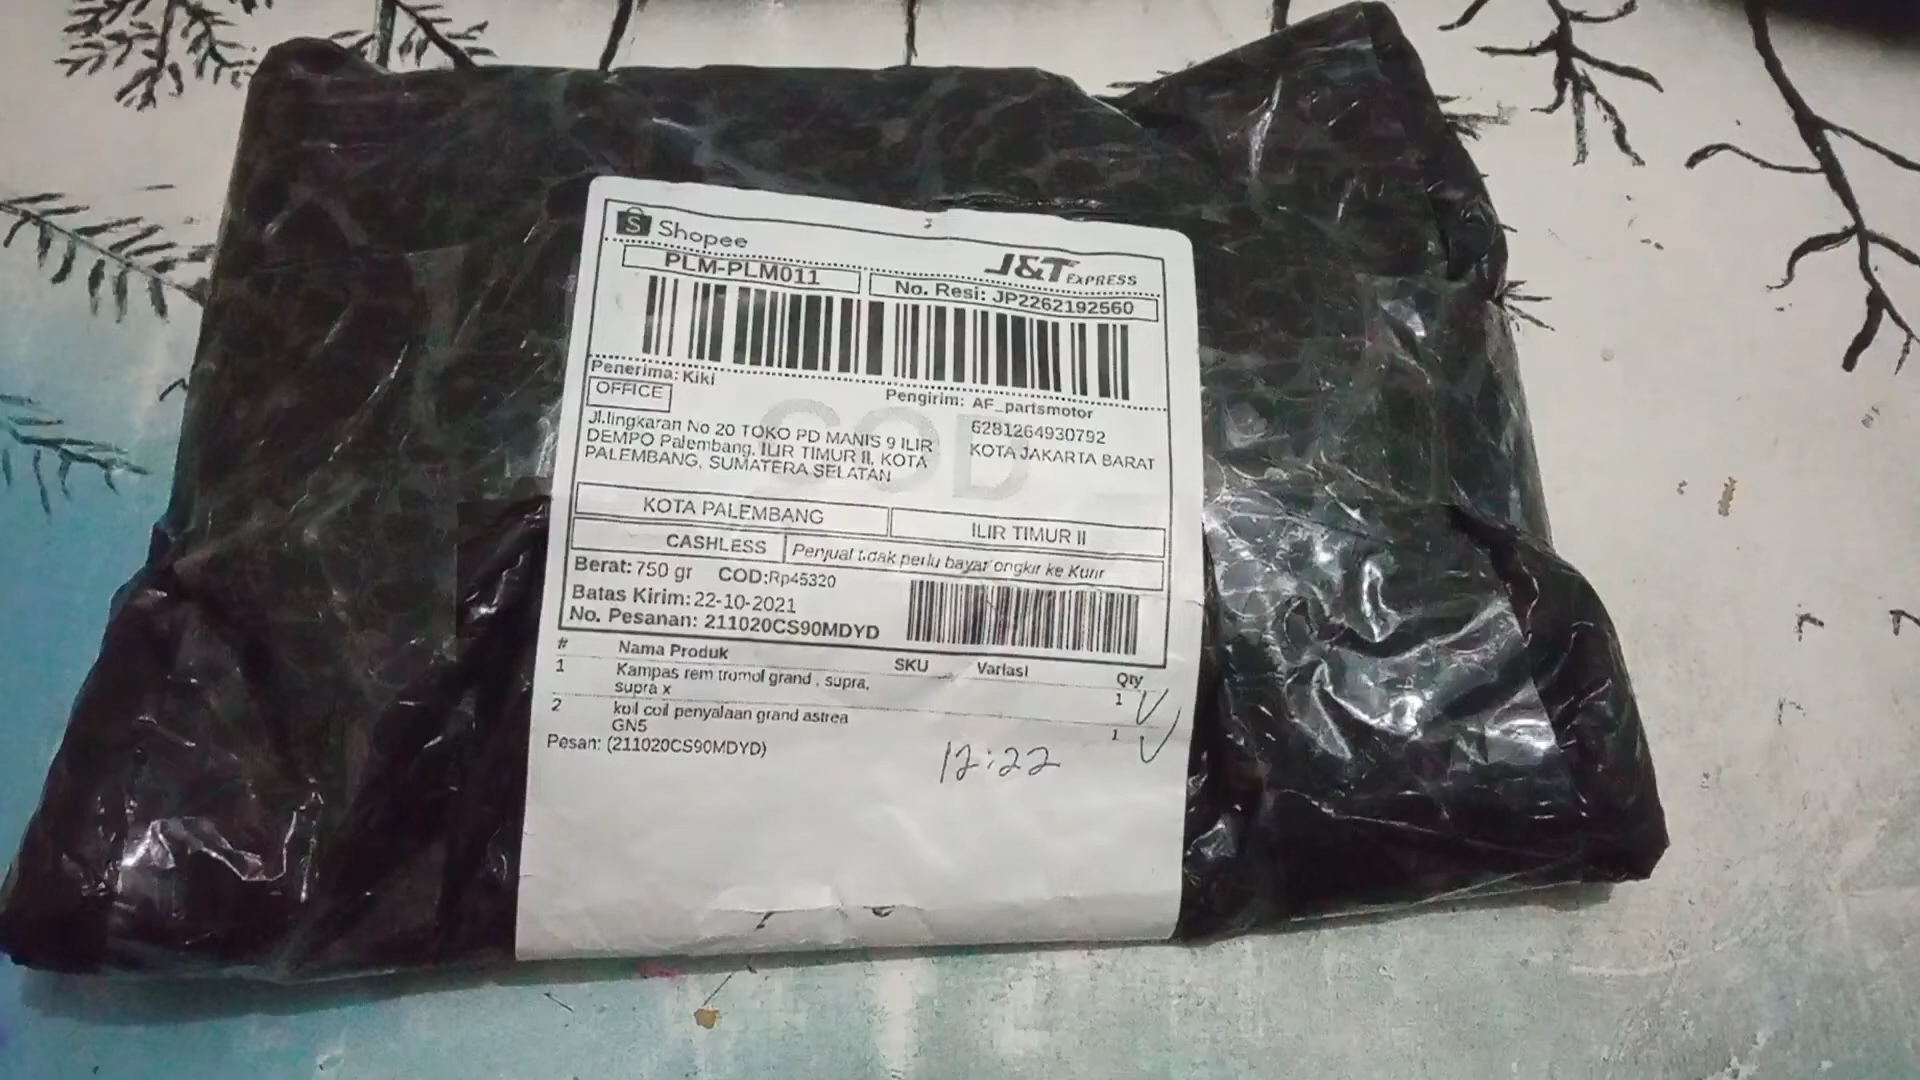 Shopee
J&T EXPRESS
PLM-PLM011
No. Resi: JP2262192560
Penerima: Kiki
OFFICE
Jl.lingkaran No 20 TOKO PD MANIS 9 ILIR
DEMPO Palembang, ILIR TIMUR II, KOTA
PALEMBANG, SUMATERA SELATAN
Pengirim: AF_partsmotor
6281264930792
KOTA JAKARTA BARAT
COD
KOTA PALEMBANG
ILIR TIMUR II
CASHLESS
Penjual tidak perlu bayar ongkir ke Kurir
Berat: 750 gr COD:Rp45320
Batas Kirim: 22-10-2021
No. Pesanan: 211020CS90MDYD
# Nama Produk SKU Variasi Qty
1 Kampas rem tromol grand , supra, 1
supra x
2 koil coil penyalaan grand astrea 1
GN5
Pesan: (211020CS90MDYD)
12:22